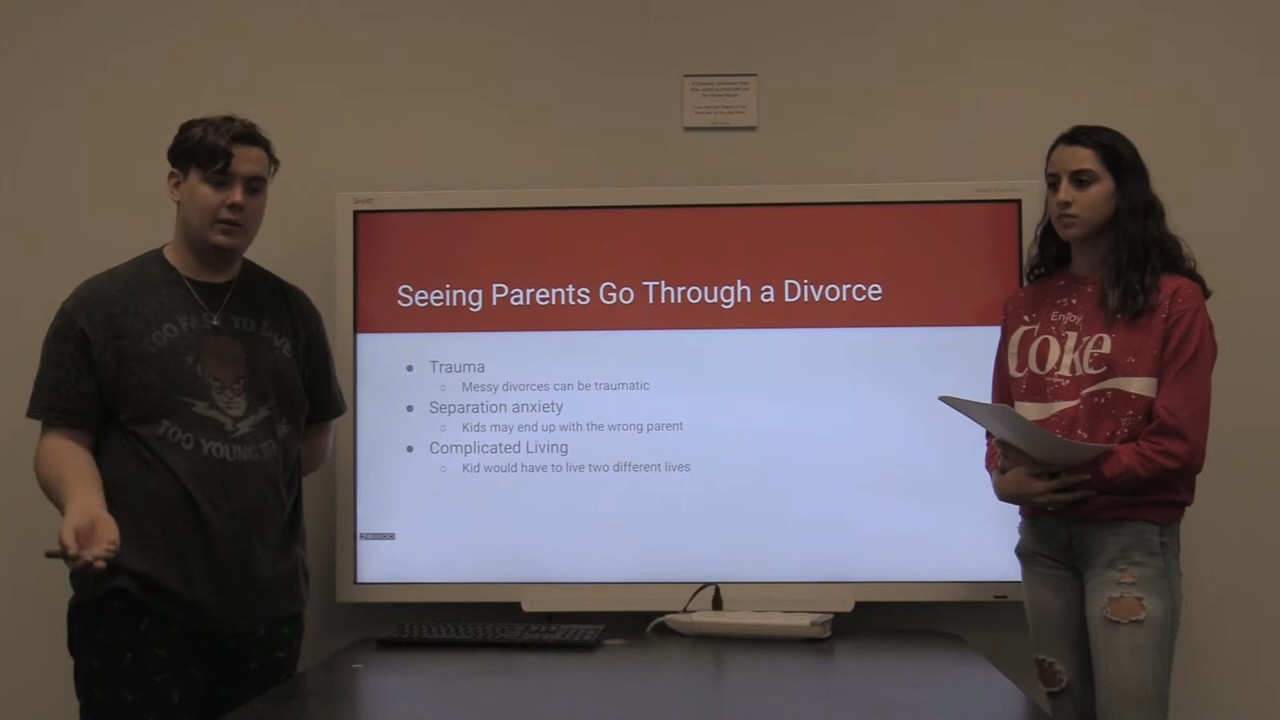 SMART
Seeing Parents Go Through a Divorce
● Trauma
○ Messy divorces can be traumatic
● Separation anxiety
○ Kids may end up with the wrong parent
● Complicated Living
○ Kid would have to live two different lives
TOO FAST TO LIVE
TOO YOUNG TO
Enjoy
Coke